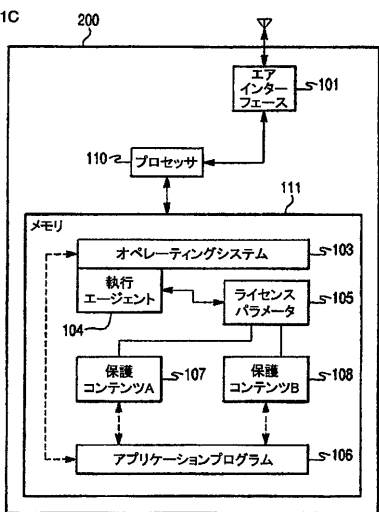 1C
200
エア
インター
フェース
101
110
プロセッサ
111
メモリ
オペレーティングシステム
103
執行
エージェント
104
ライセンス
パラメータ
105
保護
コンテンツA
107
保護
コンテンツB
108
アプリケーションプログラム
106